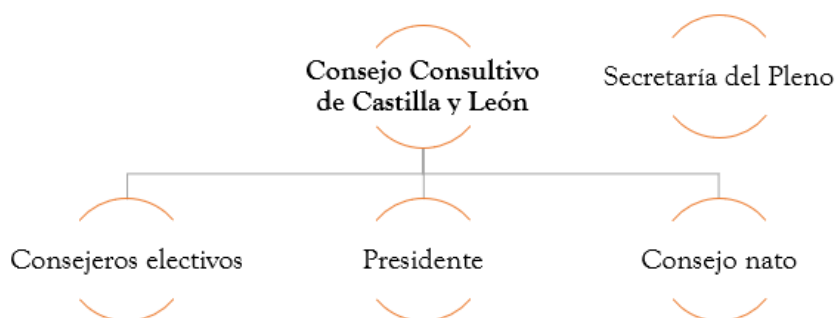 Consejo Consultivo
de Castilla y León
Secretaría del Pleno
Consejeros electivos
Presidente
Consejo nato